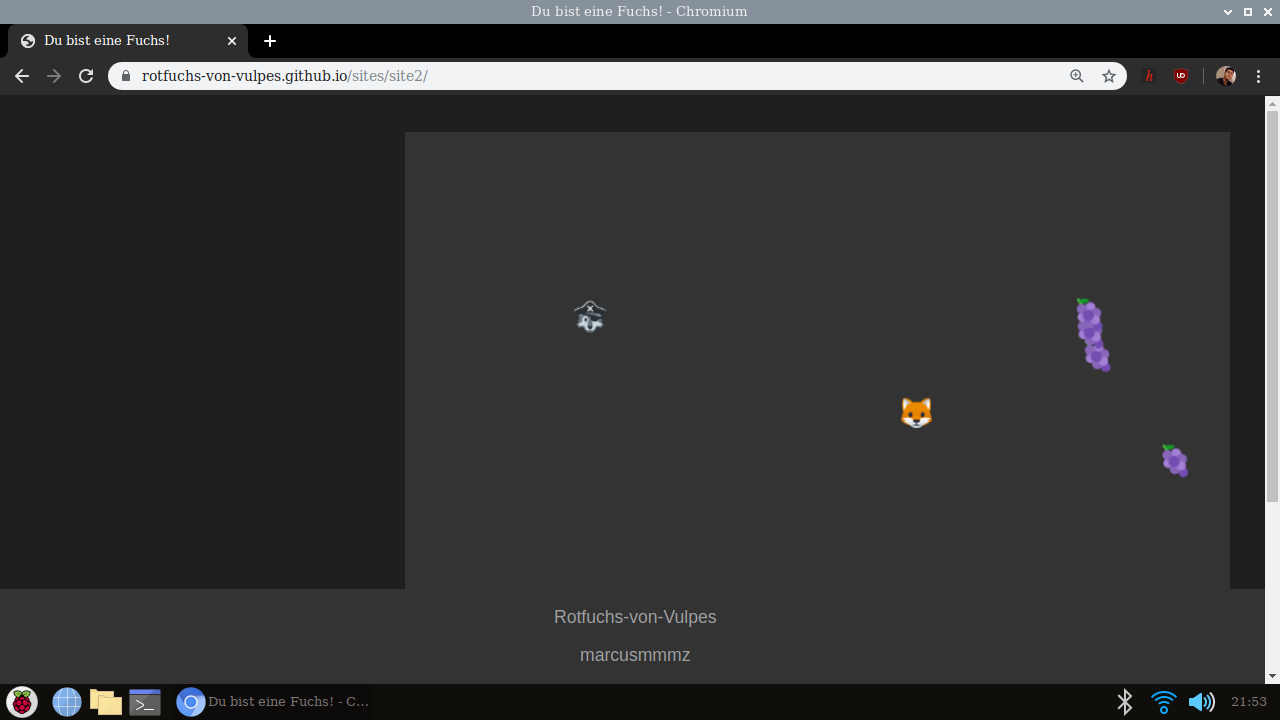 Du bist eine Fuchs! - Chromium
Du bist eine Fuchs!
rotfuchs-von-vulpes.github.io/sites/site2/
Rotfuchs-von-Vulpes
marcusmmmz
Du bist eine Fuchs! - C...
21:53